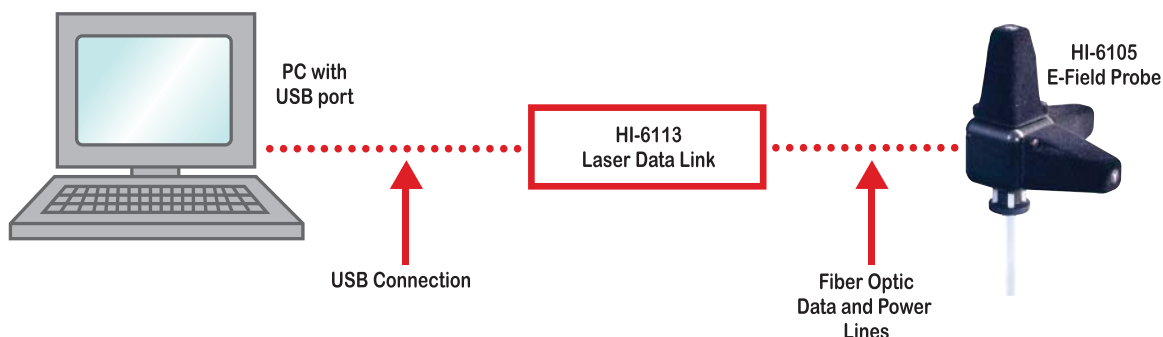 PC with
USB port
HI-6113
Laser Data Link
HI-6105
E-Field Probe
USB Connection
Fiber Optic
Data and Power
Lines